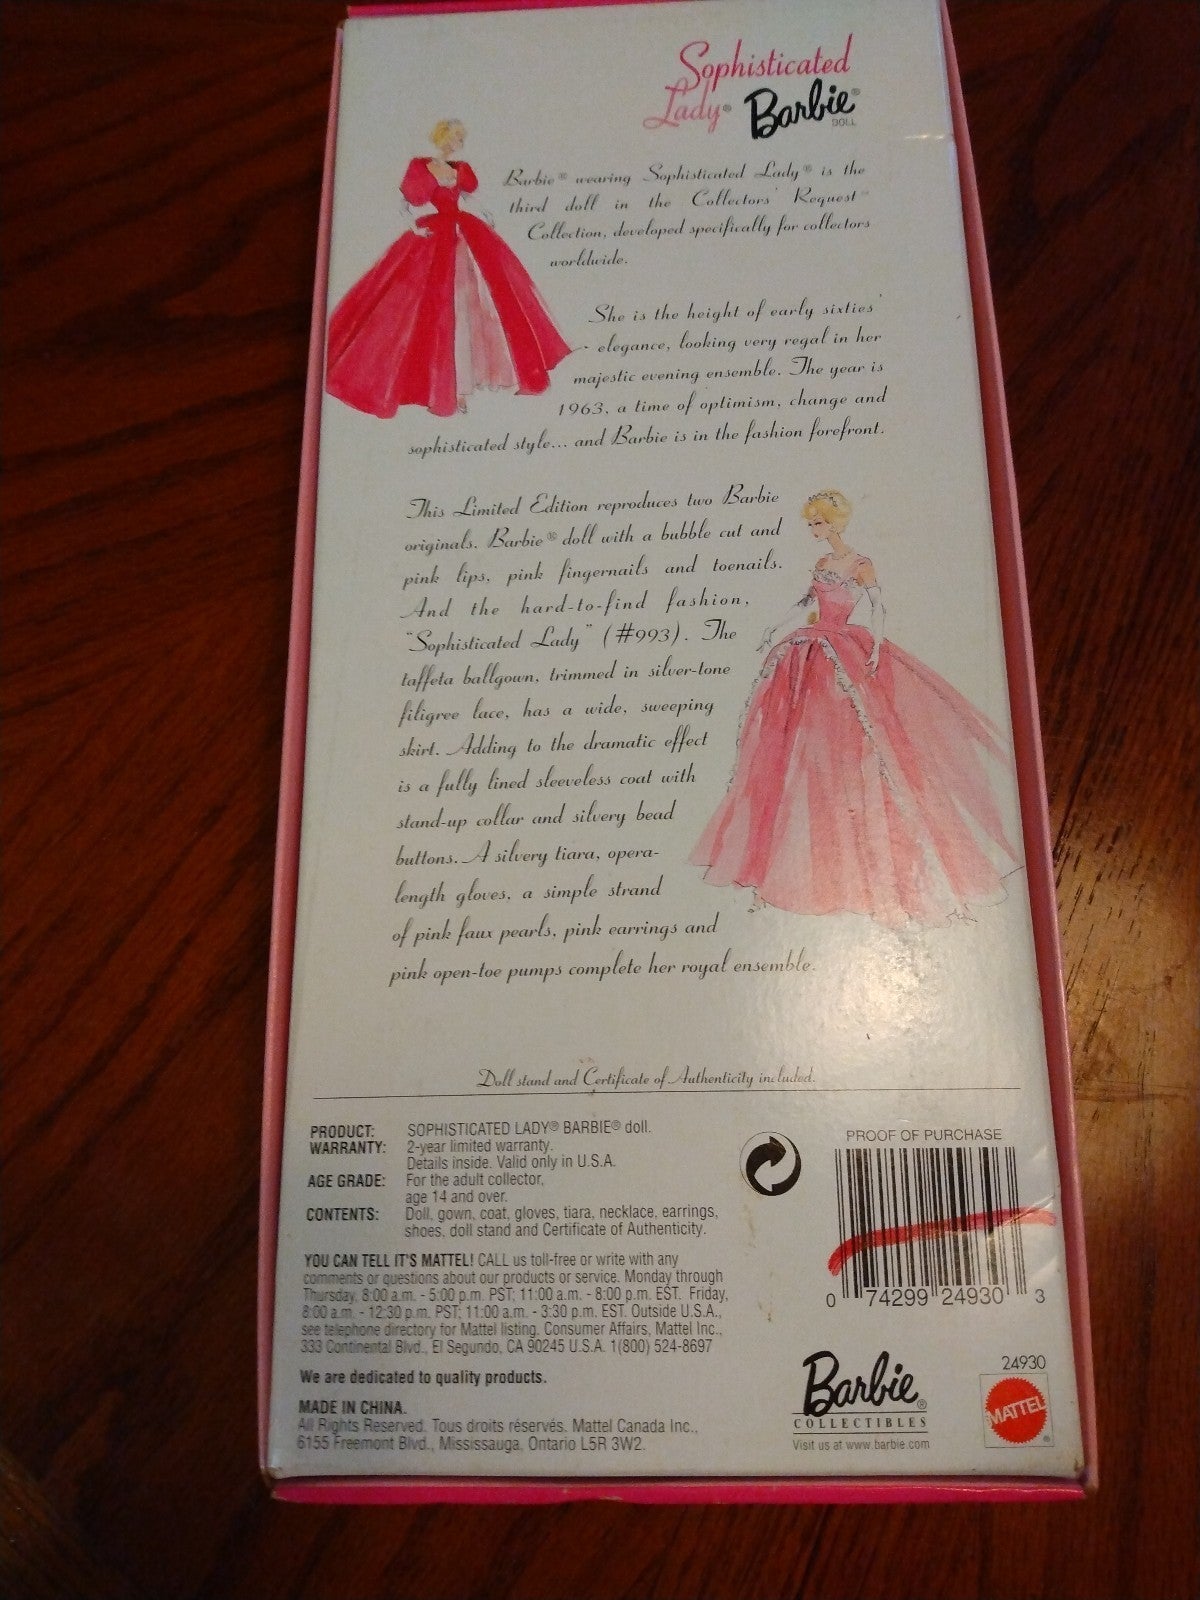 Sophisticated
Lady® Barbie®
DOLL
Barbie® wearing Sophisticated Lady® is the
third doll in the Collectors' Request™
Collection, developed specifically for collectors
worldwide.
She is the height of early sixties'
elegance, looking very regal in her
majestic evening ensemble. The year is
1963, a time of optimism, change and
sophisticated style... and Barbie is in the fashion forefront.
This Limited Edition reproduces two Barbie
originals. Barbie® doll with a bubble cut and
pink lips, pink fingernails and toenails.
And the hard-to-find fashion,
"Sophisticated Lady" (#993). The
taffeta ballgown, trimmed in silver-tone
filigree lace, has a wide, sweeping
skirt. Adding to the dramatic effect
is a fully lined sleeveless coat with
stand-up collar and silvery bead
buttons. A silvery tiara, opera-
length gloves, a simple strand
of pink faux pearls, pink earrings and
pink open-toe pumps complete her royal ensemble.
Doll stand and Certificate of Authenticity included.
PRODUCT: SOPHISTICATED LADY® BARBIE® doll.
WARRANTY: 2-year limited warranty.
Details inside. Valid only in U.S.A.
AGE GRADE: For the adult collector,
age 14 and over.
CONTENTS: Doll, gown, coat, gloves, tiara, necklace, earrings,
shoes, doll stand and Certificate of Authenticity.
YOU CAN TELL IT'S MATTEL! CALL us toll-free or write with any
comments or questions about our products or service. Monday through
Thursday, 8:00 a.m. - 5:00 p.m. PST; 11:00 a.m. - 8:00 p.m. EST. Friday,
8:00 a.m. - 12:30 p.m. PST; 11:00 a.m. - 3:30 p.m. EST. Outside U.S.A.,
see telephone directory for Mattel listing. Consumer Affairs, Mattel Inc.,
333 Continental Blvd., El Segundo, CA 90245 U.S.A. 1(800) 524-8697
We are dedicated to quality products.
MADE IN CHINA.
All Rights Reserved. Tous droits réservés. Mattel Canada Inc.,
6155 Freemont Blvd., Mississauga, Ontario L5R 3W2.
PROOF OF PURCHASE
0 74299 24930 3
Barbie®
COLLECTIBLES
Visit us at www.barbie.com
24930
MATTEL®